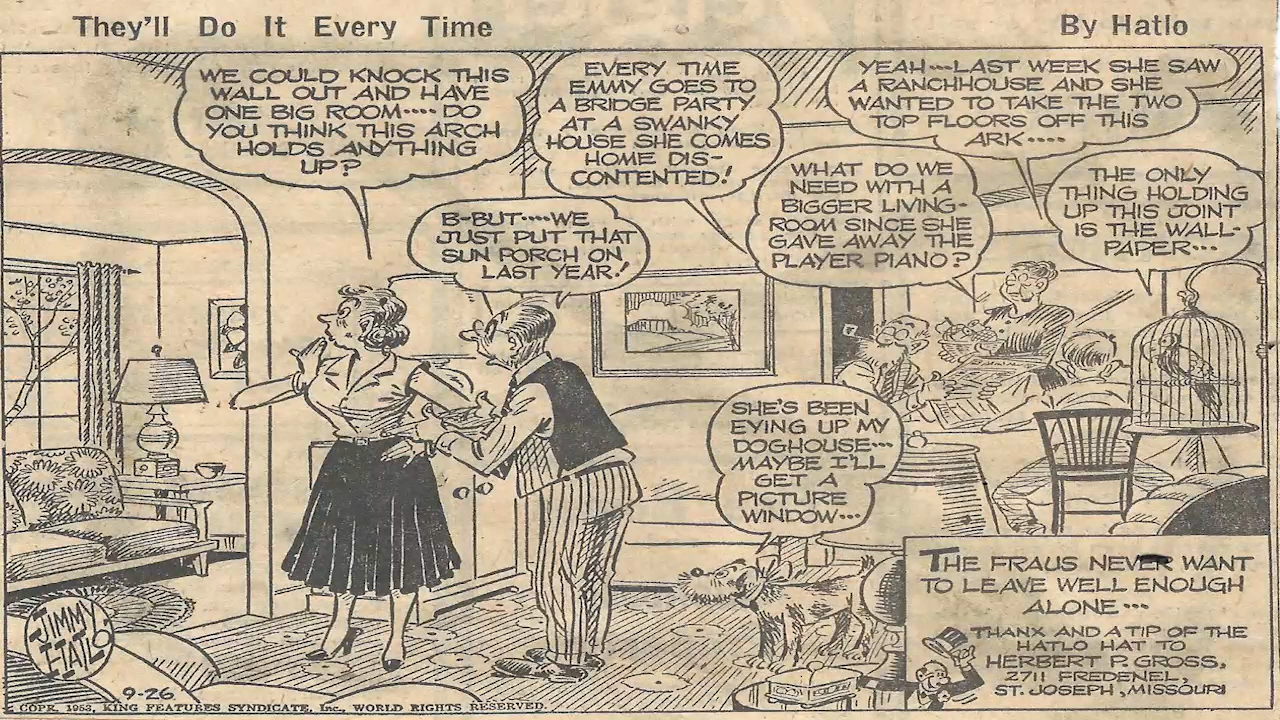 They'll Do It Every Time
By Hatlo
WE COULD KNOCK THIS
WALL OUT AND HAVE
ONE BIG ROOM···· DO
YOU THINK THIS ARCH
HOLDS ANYTHING
UP?
B-BUT····WE
JUST PUT THAT
SUN PORCH ON
LAST YEAR!
EVERY TIME
EMMY GOES TO
A BRIDGE PARTY
AT A SWANKY
HOUSE SHE COMES
HOME DIS-
CONTENTED!
YEAH····LAST WEEK SHE SAW
A RANCHHOUSE AND SHE
WANTED TO TAKE THE TWO
TOP FLOORS OFF THIS
ARK····
WHAT DO WE
NEED WITH A
BIGGER LIVING-
ROOM SINCE SHE
GAVE AWAY THE
PLAYER PIANO?
THE ONLY
THING HOLDING
UP THIS JOINT
IS THE WALL-
PAPER···
SHE'S BEEN
EYING UP MY
DOGHOUSE···
MAYBE I'LL
GET A
PICTURE
WINDOW···
THE FRAUS NEVER WANT
TO LEAVE WELL ENOUGH
ALONE···
THANX AND A TIP OF THE
HATLO HAT TO
HERBERT P. GROSS,
2711 FREDENEL,
ST. JOSEPH, MISSOURI
JIMMY
HATLO
9-26
COPR. 1953, KING FEATURES SYNDICATE, Inc., WORLD RIGHTS RESERVED.